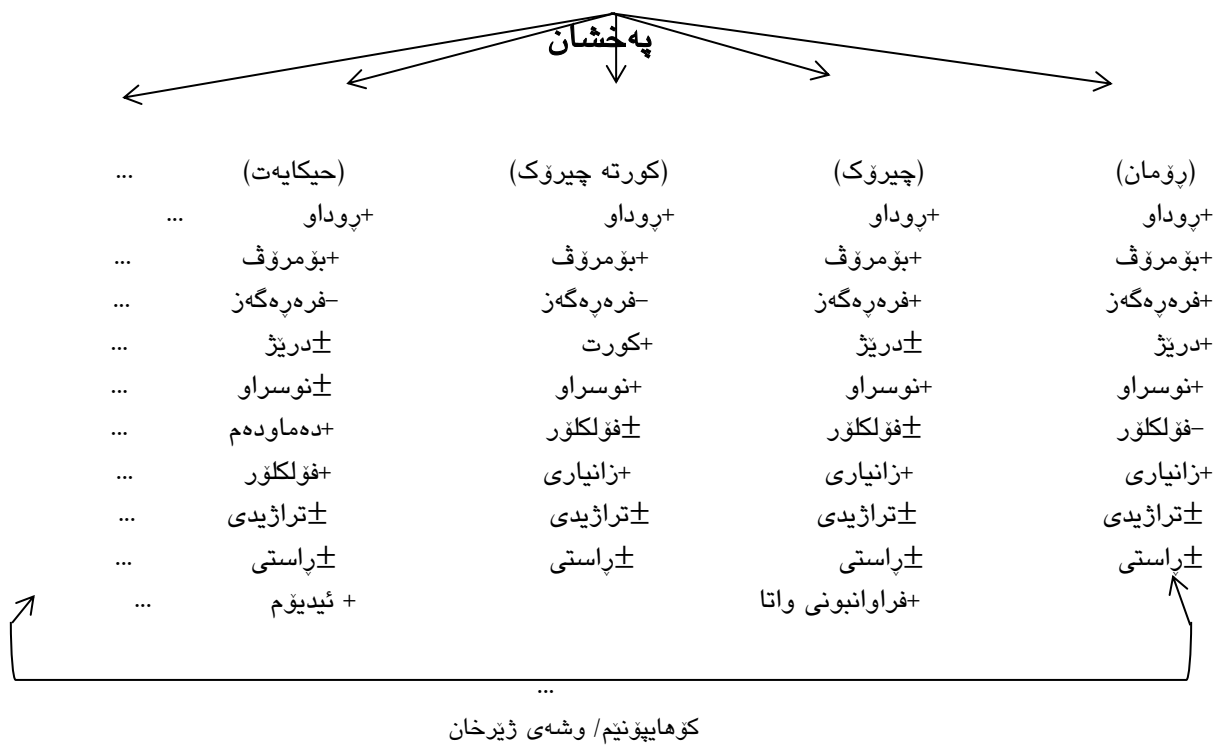 پەخشان
(ڕۆمان) (چیرۆک) (کورتە چیرۆک) (حیکایەت) ...
+ڕوداو +ڕوداو +ڕوداو +ڕوداو ...
+بۆمرۆڤ +بۆمرۆڤ +بۆمرۆڤ +بۆمرۆڤ ...
+فرەڕەگەز +فرەڕەگەز –فرەڕەگەز –فرەڕەگەز ...
+درێژ ±درێژ +کورت ±درێژ ...
+نوسراو +نوسراو +نوسراو ±نوسراو ...
–فۆلکلۆر ±فۆلکلۆر ±فۆلکلۆر +دەماودەم ...
+زانیاری +زانیاری +زانیاری +فۆلکلۆر ...
±تراژیدی ±تراژیدی ±تراژیدی ±تراژیدی ...
±ڕاستی ±ڕاستی ±ڕاستی ±ڕاستی ...
+فراوانبونی واتا + ئیدیۆم ...
...
کۆهایپۆنێم/ وشەی ژێرخان